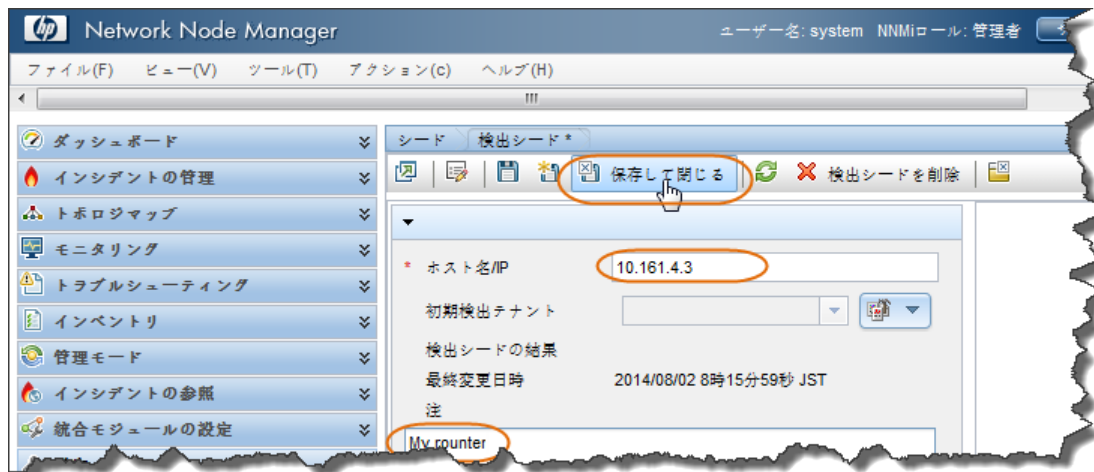 hp Network Node Manager ユーザー名: system NNMiロール: 管理者
ファイル(F) ビュー(V) ツール(T) アクション(c) ヘルプ(H)
ダッシュボード
インシデントの管理
トポロジマップ
モニタリング
トラブルシューティング
インベントリ
管理モード
インシデントの参照
統合モジュールの設定
シード 検出シード *
保存して閉じる 検出シードを削除
* ホスト名/IP 10.161.4.3
初期検出テナント
検出シードの結果
最終変更日時 2014/08/02 8時15分59秒 JST
注
My rounter